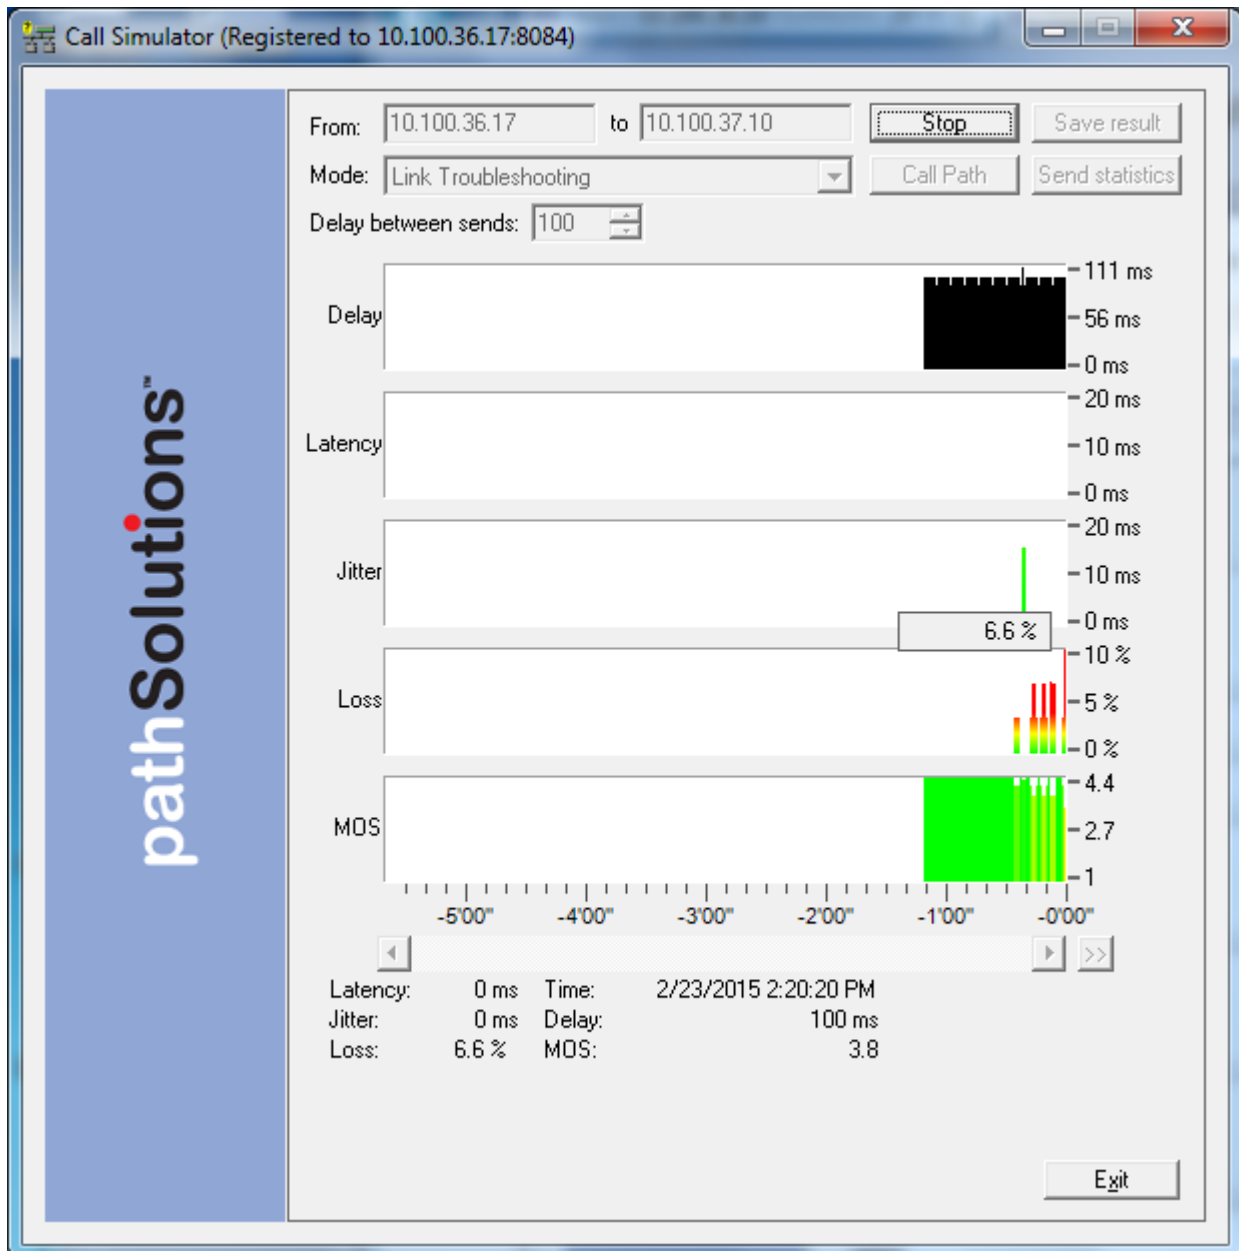 Call Simulator (Registered to 10.100.36.17:8084)
pathSolutions™
From: 10.100.36.17 to 10.100.37.10 Stop Save result
Mode: Link Troubleshooting Call Path Send statistics
Delay between sends: 100
Delay
111 ms
56 ms
0 ms
Latency
20 ms
10 ms
0 ms
Jitter
20 ms
10 ms
0 ms
6.6 %
Loss
10 %
5 %
0 %
MOS
4.4
2.7
1
-5'00" -4'00" -3'00" -2'00" -1'00" -0'00"
>>
Latency: 0 ms Time: 2/23/2015 2:20:20 PM
Jitter: 0 ms Delay: 100 ms
Loss: 6.6 % MOS: 3.8
Exit